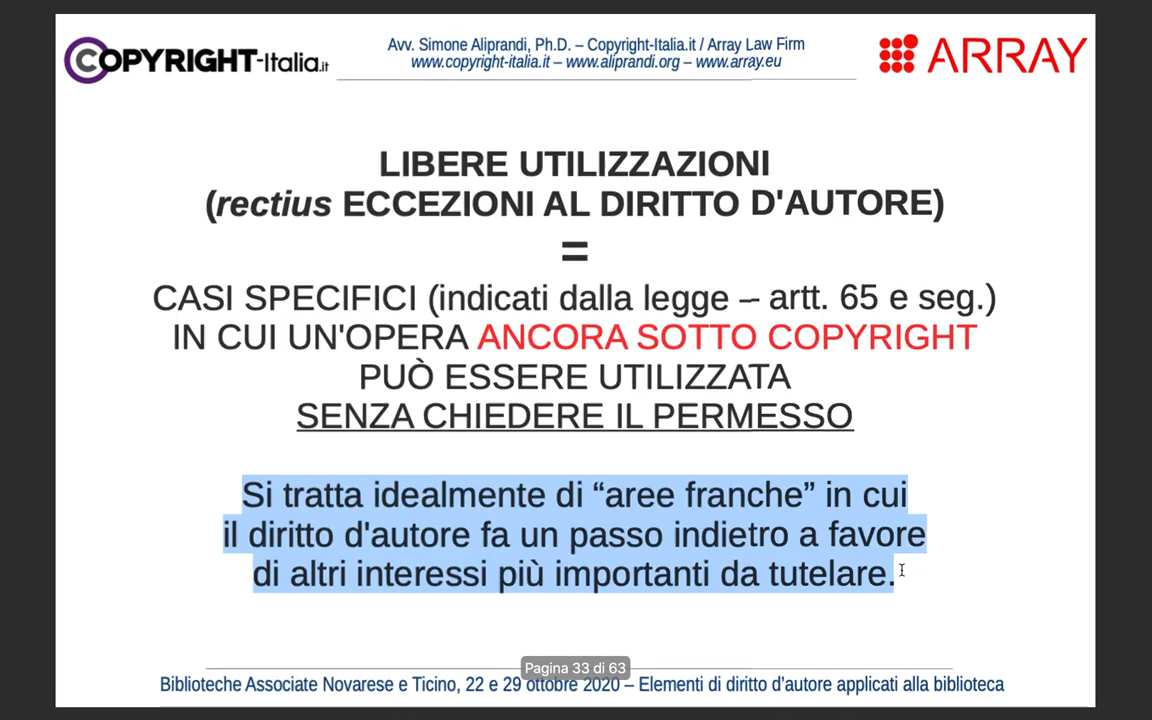 COPYRIGHT-Italia.it
Avv. Simone Aliprandi, Ph.D. – Copyright-Italia.it / Array Law Firm
www.copyright-italia.it – www.aliprandi.org – www.array.eu
ARRAY
LIBERE UTILIZZAZIONI
(rectius ECCEZIONI AL DIRITTO D'AUTORE)
=
CASI SPECIFICI (indicati dalla legge – artt. 65 e seg.)
IN CUI UN'OPERA ANCORA SOTTO COPYRIGHT
PUÒ ESSERE UTILIZZATA
SENZA CHIEDERE IL PERMESSO
Si tratta idealmente di “aree franche” in cui
il diritto d'autore fa un passo indietro a favore
di altri interessi più importanti da tutelare.
Pagina 33 di 63
Biblioteche Associate Novarese e Ticino, 22 e 29 ottobre 2020 – Elementi di diritto d’autore applicati alla biblioteca